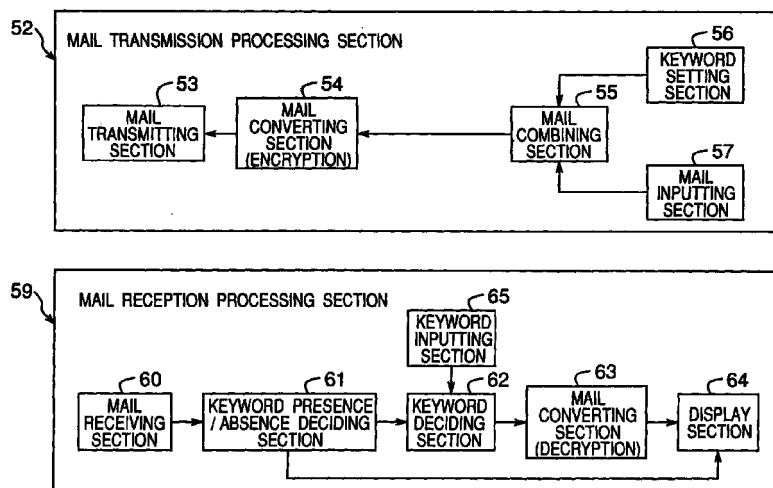 52
MAIL TRANSMISSION PROCESSING SECTION
53
MAIL
TRANSMITTING
SECTION
54
MAIL
CONVERTING
SECTION
(ENCRYPTION)
55
MAIL
COMBINING
SECTION
56
KEYWORD
SETTING
SECTION
57
MAIL
INPUTTING
SECTION
59
MAIL RECEPTION PROCESSING SECTION
60
MAIL
RECEIVING
SECTION
61
KEYWORD PRESENCE
/ ABSENCE DECIDING
SECTION
65
KEYWORD
INPUTTING
SECTION
62
KEYWORD
DECIDING
SECTION
63
MAIL
CONVERTING
SECTION
(DECRYPTION)
64
DISPLAY
SECTION